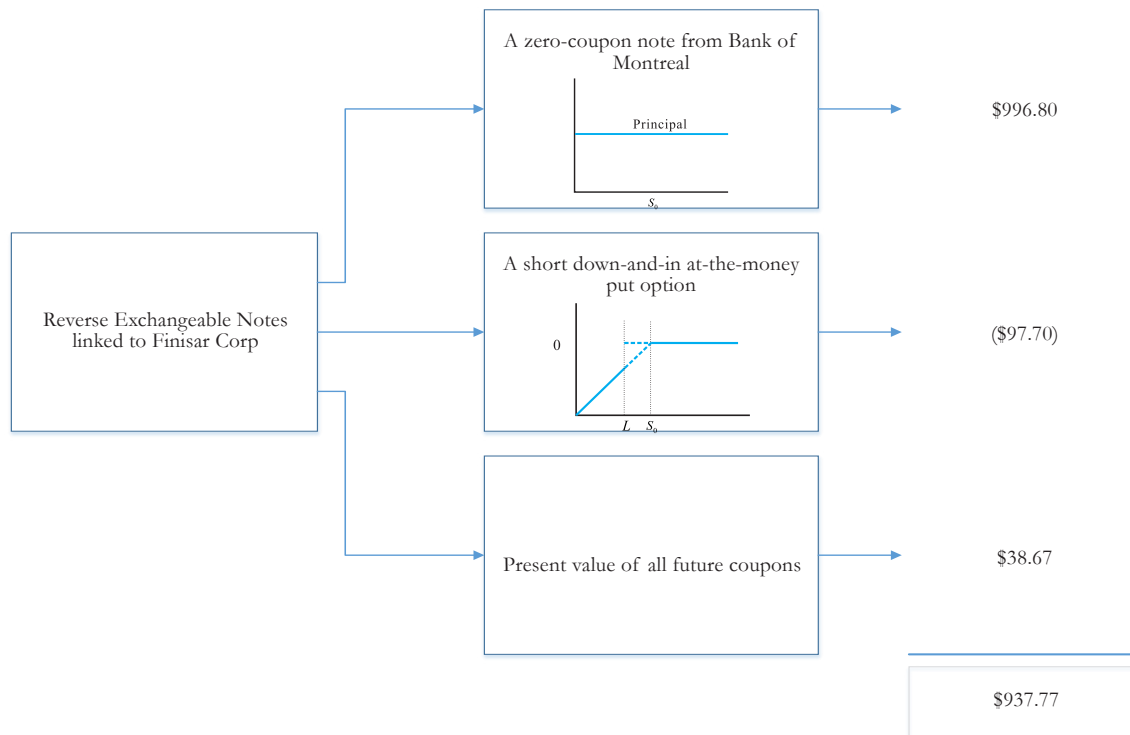 A zero-coupon note from Bank of
Montreal
Principal
S₀
$996.80
Reverse Exchangeable Notes
linked to Finisar Corp
A short down-and-in at-the-money
put option
0
L S₀
($97.70)
Present value of all future coupons
$38.67
$937.77